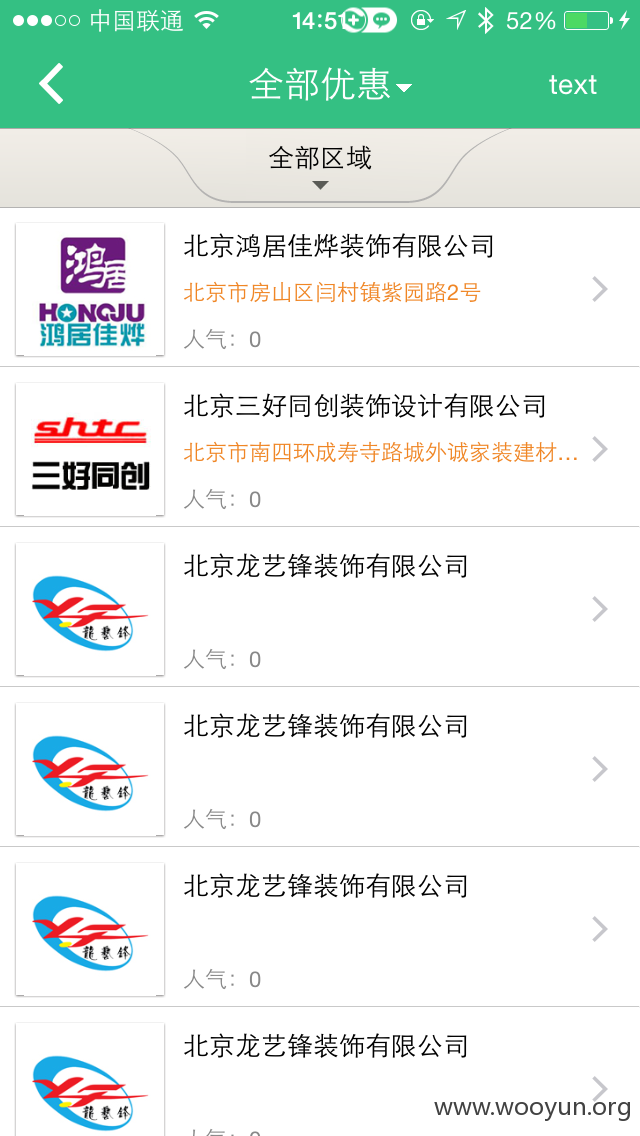 中国联通 14:51 52%
全部优惠 text
全部区域
鸿居
HONGJU
鸿居佳烨
北京鸿居佳烨装饰有限公司
北京市房山区闫村镇紫园路2号
人气：0
shtc
三好同创
北京三好同创装饰设计有限公司
北京市南四环成寿寺路城外诚家装建材...
人气：0
龍藝鋒
北京龙艺锋装饰有限公司
人气：0
龍藝鋒
北京龙艺锋装饰有限公司
人气：0
龍藝鋒
北京龙艺锋装饰有限公司
人气：0
龍藝鋒
北京龙艺锋装饰有限公司
人气：0
www.wooyun.org